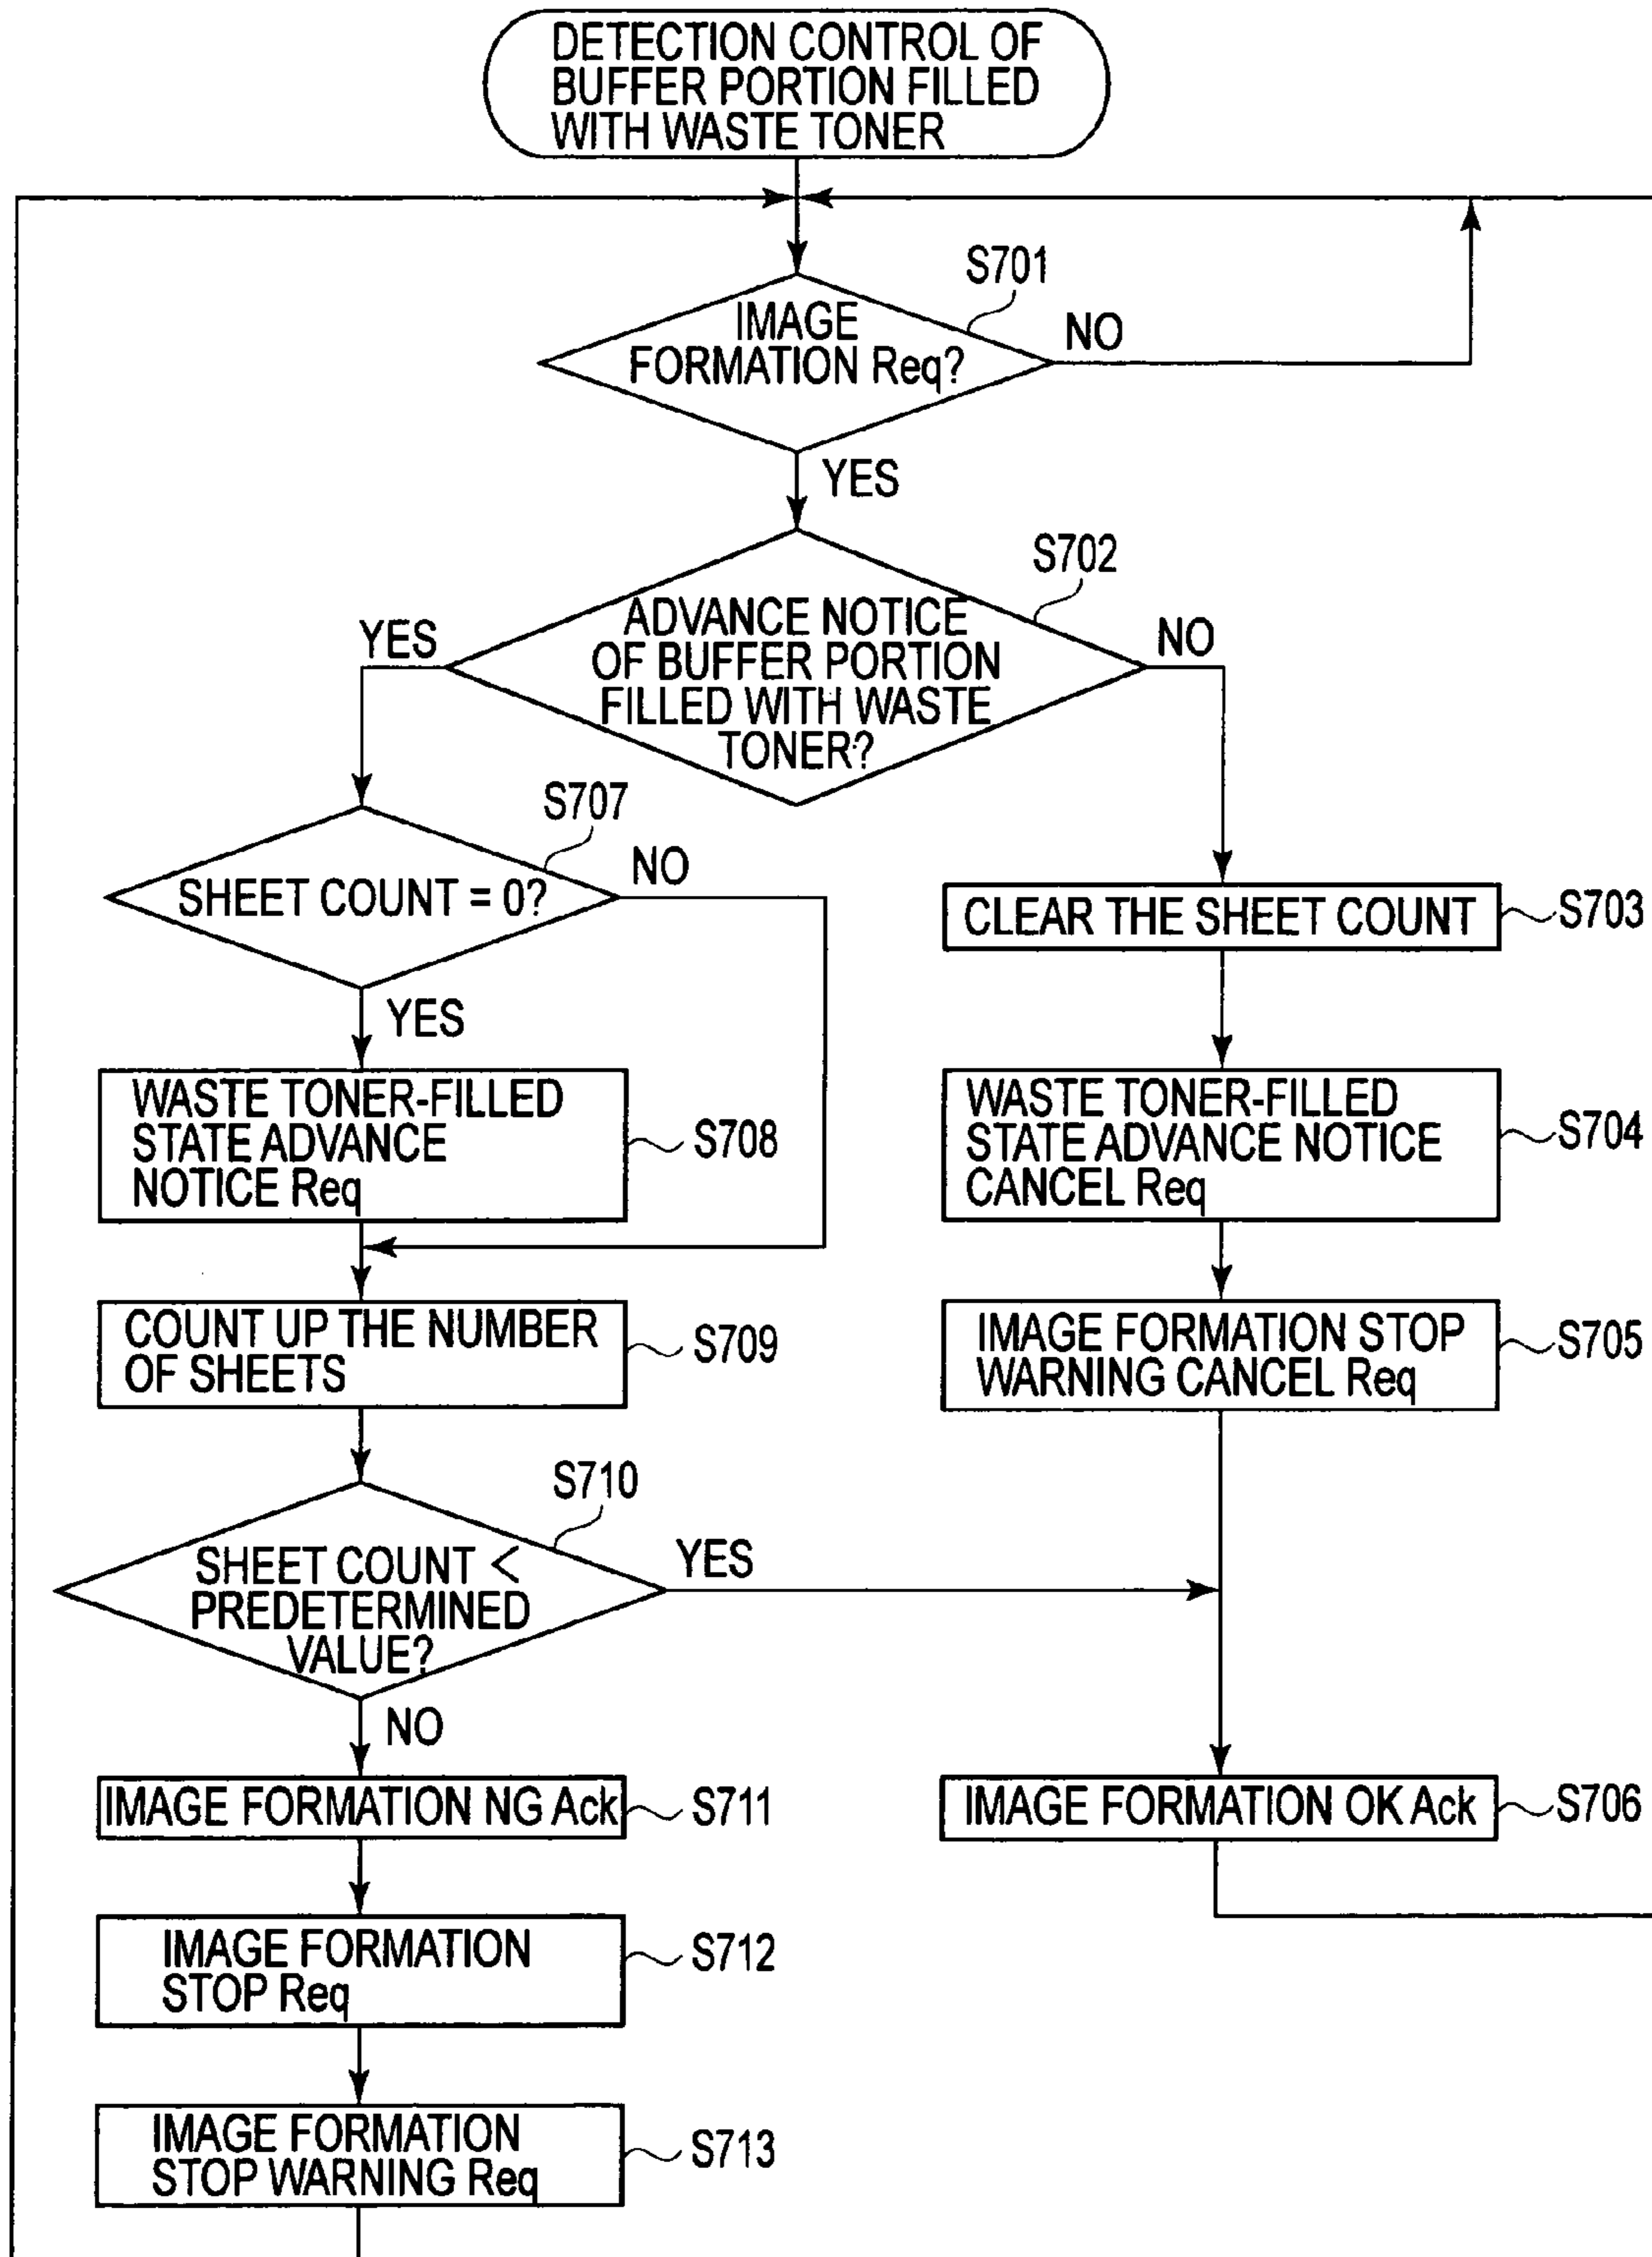 DETECTION CONTROL OF
BUFFER PORTION FILLED
WITH WASTE TONER
S701
IMAGE
FORMATION Req?
NO
YES
S702
ADVANCE NOTICE
OF BUFFER PORTION
FILLED WITH WASTE
TONER?
YES
NO
S707
SHEET COUNT = 0?
NO
YES
CLEAR THE SHEET COUNT
S703
WASTE TONER-FILLED
STATE ADVANCE
NOTICE Req
S708
WASTE TONER-FILLED
STATE ADVANCE NOTICE
CANCEL Req
S704
COUNT UP THE NUMBER
OF SHEETS
S709
IMAGE FORMATION STOP
WARNING CANCEL Req
S705
S710
SHEET COUNT <
PREDETERMINED
VALUE?
YES
NO
IMAGE FORMATION NG Ack
S711
IMAGE FORMATION OK Ack
S706
IMAGE FORMATION
STOP Req
S712
IMAGE FORMATION
STOP WARNING Req
S713